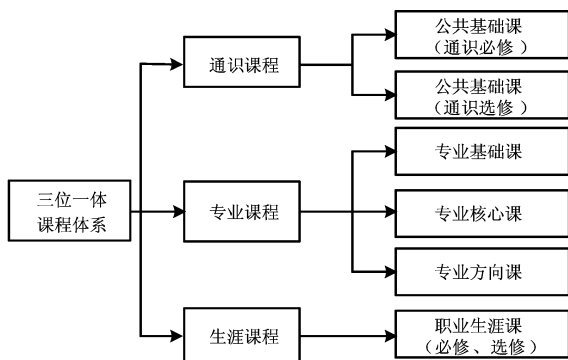 三位一体
课程体系
通识课程
公共基础课
（通识必修）
公共基础课
（通识选修）
专业课程
专业基础课
专业核心课
专业方向课
生涯课程
职业生涯课
（必修、选修）